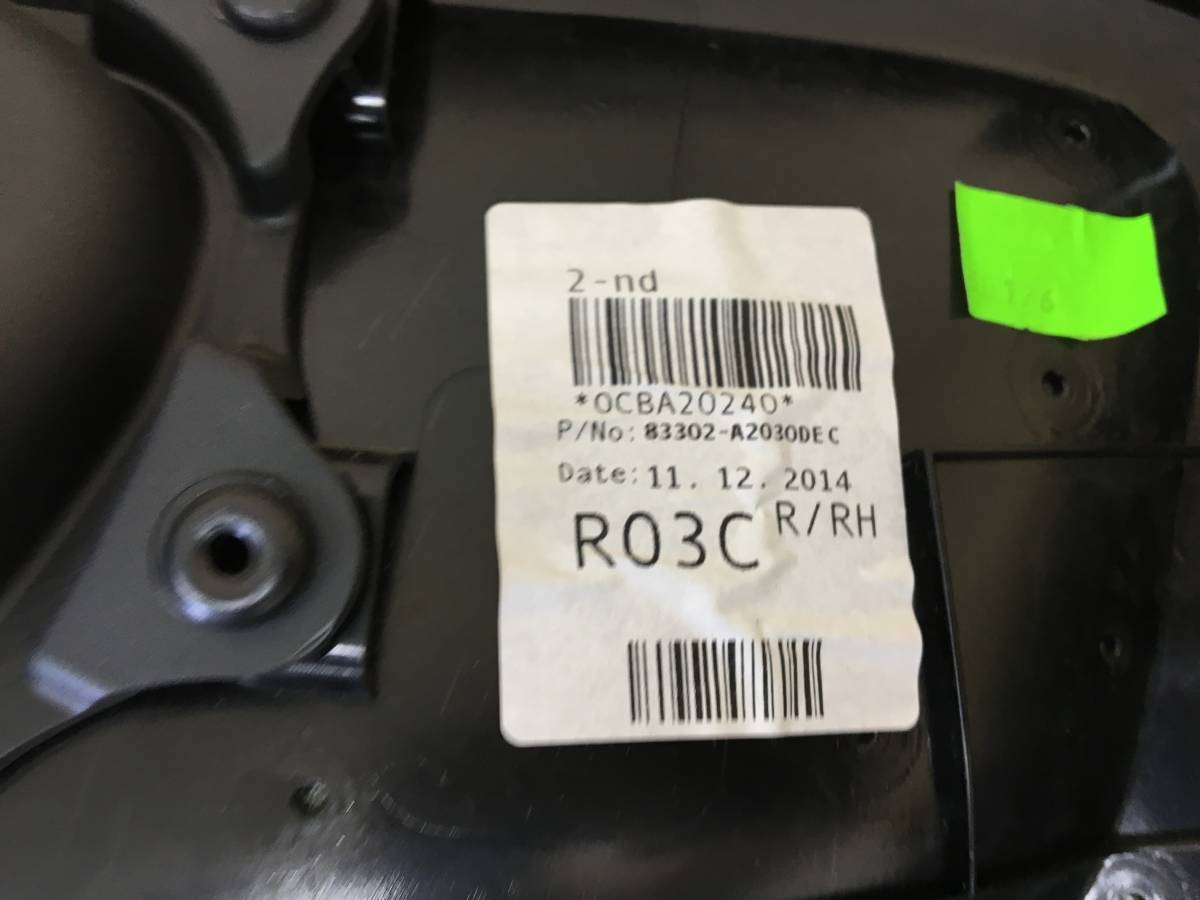 2-nd
*OCBA20240*
P/No: 83302-A2030DEC
Date: 11. 12. 2014
R03C R/RH